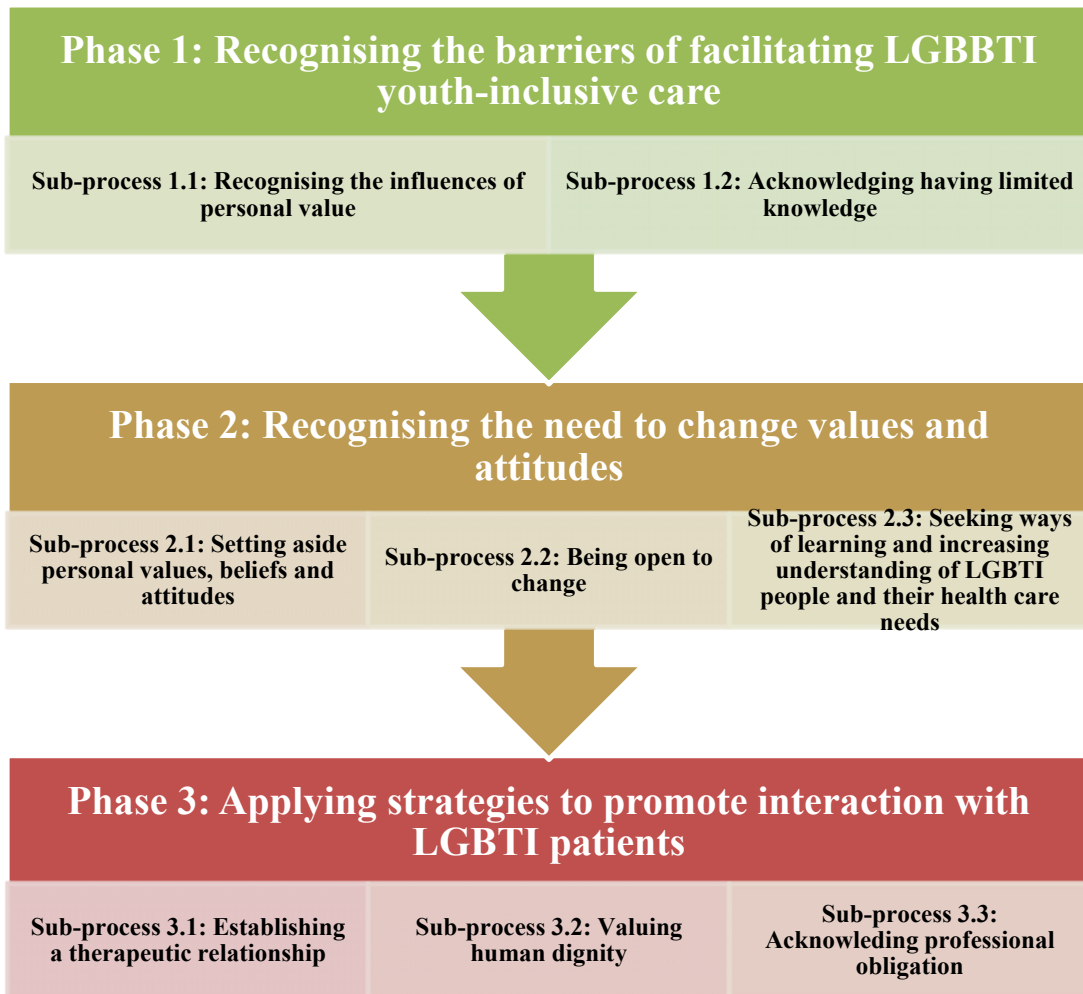 Phase 1: Recognising the barriers of facilitating LGBBTI
youth-inclusive care
Sub-process 1.1: Recognising the influences of
personal value
Sub-process 1.2: Acknowledging having limited
knowledge
Phase 2: Recognising the need to change values and
attitudes
Sub-process 2.1: Setting aside
personal values, beliefs and
attitudes
Sub-process 2.2: Being open to
change
Sub-process 2.3: Seeking ways
of learning and increasing
understanding of LGBTI
people and their health care
needs
Phase 3: Applying strategies to promote interaction with
LGBTI patients
Sub-process 3.1: Establishing
a therapeutic relationship
Sub-process 3.2: Valuing
human dignity
Sub-process 3.3:
Acknowleding professional
obligation